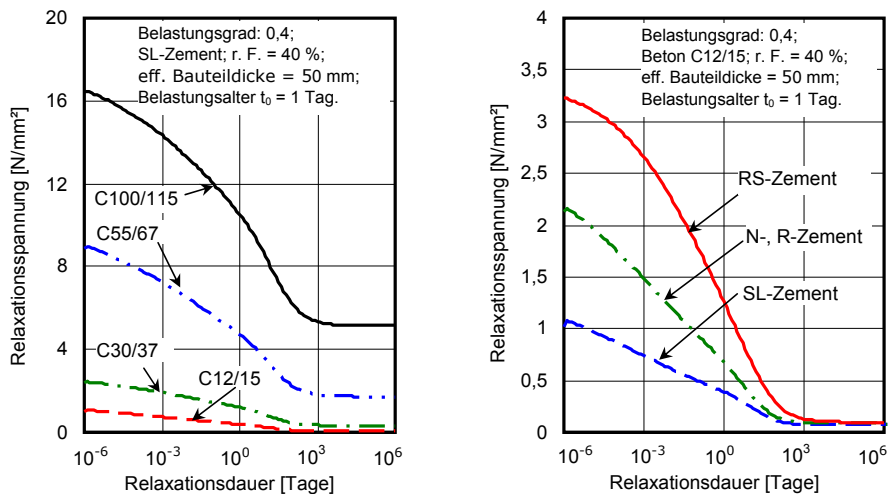 Relaxationsspannung [N/mm²]
20
16
12
8
4
0
Belastungsgrad: 0,4;
SL-Zement; r. F. = 40 %;
eff. Bauteildicke = 50 mm;
Belastungsalter t₀ = 1 Tag.
C100/115
C55/67
C30/37
C12/15
10⁻⁶ 10⁻³ 10⁰ 10³ 10⁶
Relaxationsdauer [Tage]
Relaxationsspannung [N/mm²]
4
3,5
3
2,5
2
1,5
1
0,5
0
Belastungsgrad: 0,4;
Beton C12/15; r. F. = 40 %;
eff. Bauteildicke = 50 mm;
Belastungsalter t₀ = 1 Tag.
RS-Zement
N-, R-Zement
SL-Zement
10⁻⁶ 10⁻³ 10⁰ 10³ 10⁶
Relaxationsdauer [Tage]